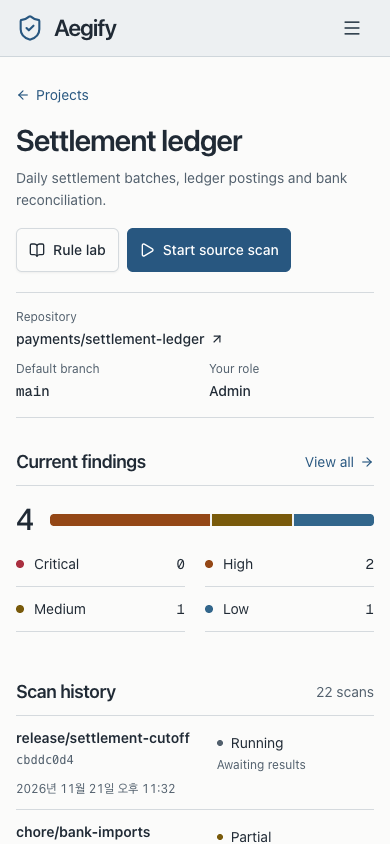 Aegify
Projects
Settlement ledger
Daily settlement batches, ledger postings and bank
reconciliation.
Rule lab
Start source scan
Repository
payments/settlement-ledger
Default branch
Your role
main
Admin
Current findings
View all
4
Critical 0
High 2
Medium 1
Low 1
Scan history
22 scans
release/settlement-cutoff
Running
cbddc0d4
Awaiting results
2026년 11월 21일 오후 11:32
chore/bank-imports
Partial